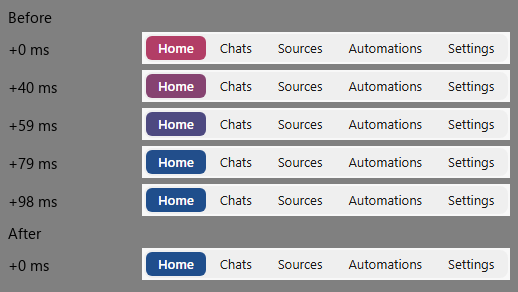 Before
+0 ms Home Chats Sources Automations Settings
+40 ms Home Chats Sources Automations Settings
+59 ms Home Chats Sources Automations Settings
+79 ms Home Chats Sources Automations Settings
+98 ms Home Chats Sources Automations Settings
After
+0 ms Home Chats Sources Automations Settings